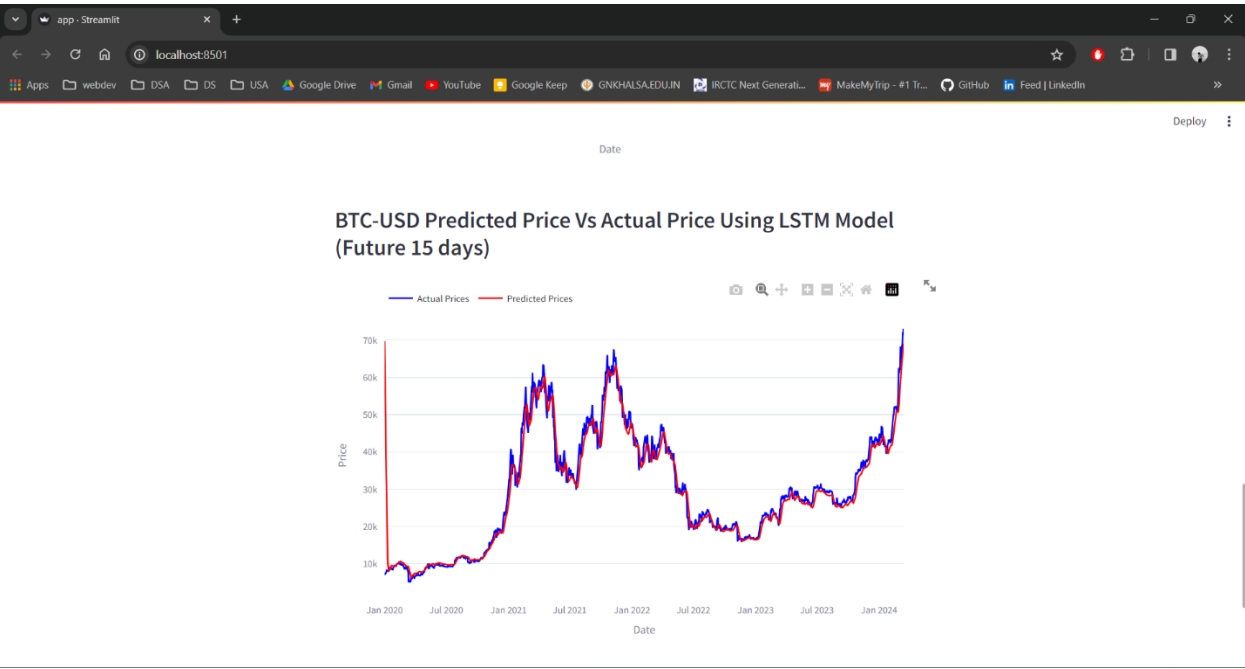 app · Streamlit
localhost:8501
Apps webdev DSA DS USA Google Drive Gmail YouTube Google Keep GNKHALSA.EDU.IN IRCTC Next Generati... MakeMyTrip - #1 Tr... GitHub Feed | LinkedIn
Deploy
Date
BTC-USD Predicted Price Vs Actual Price Using LSTM Model
(Future 15 days)
Actual Prices Predicted Prices
70k
60k
50k
40k
30k
20k
10k
Price
Jan 2020 Jul 2020 Jan 2021 Jul 2021 Jan 2022 Jul 2022 Jan 2023 Jul 2023 Jan 2024
Date